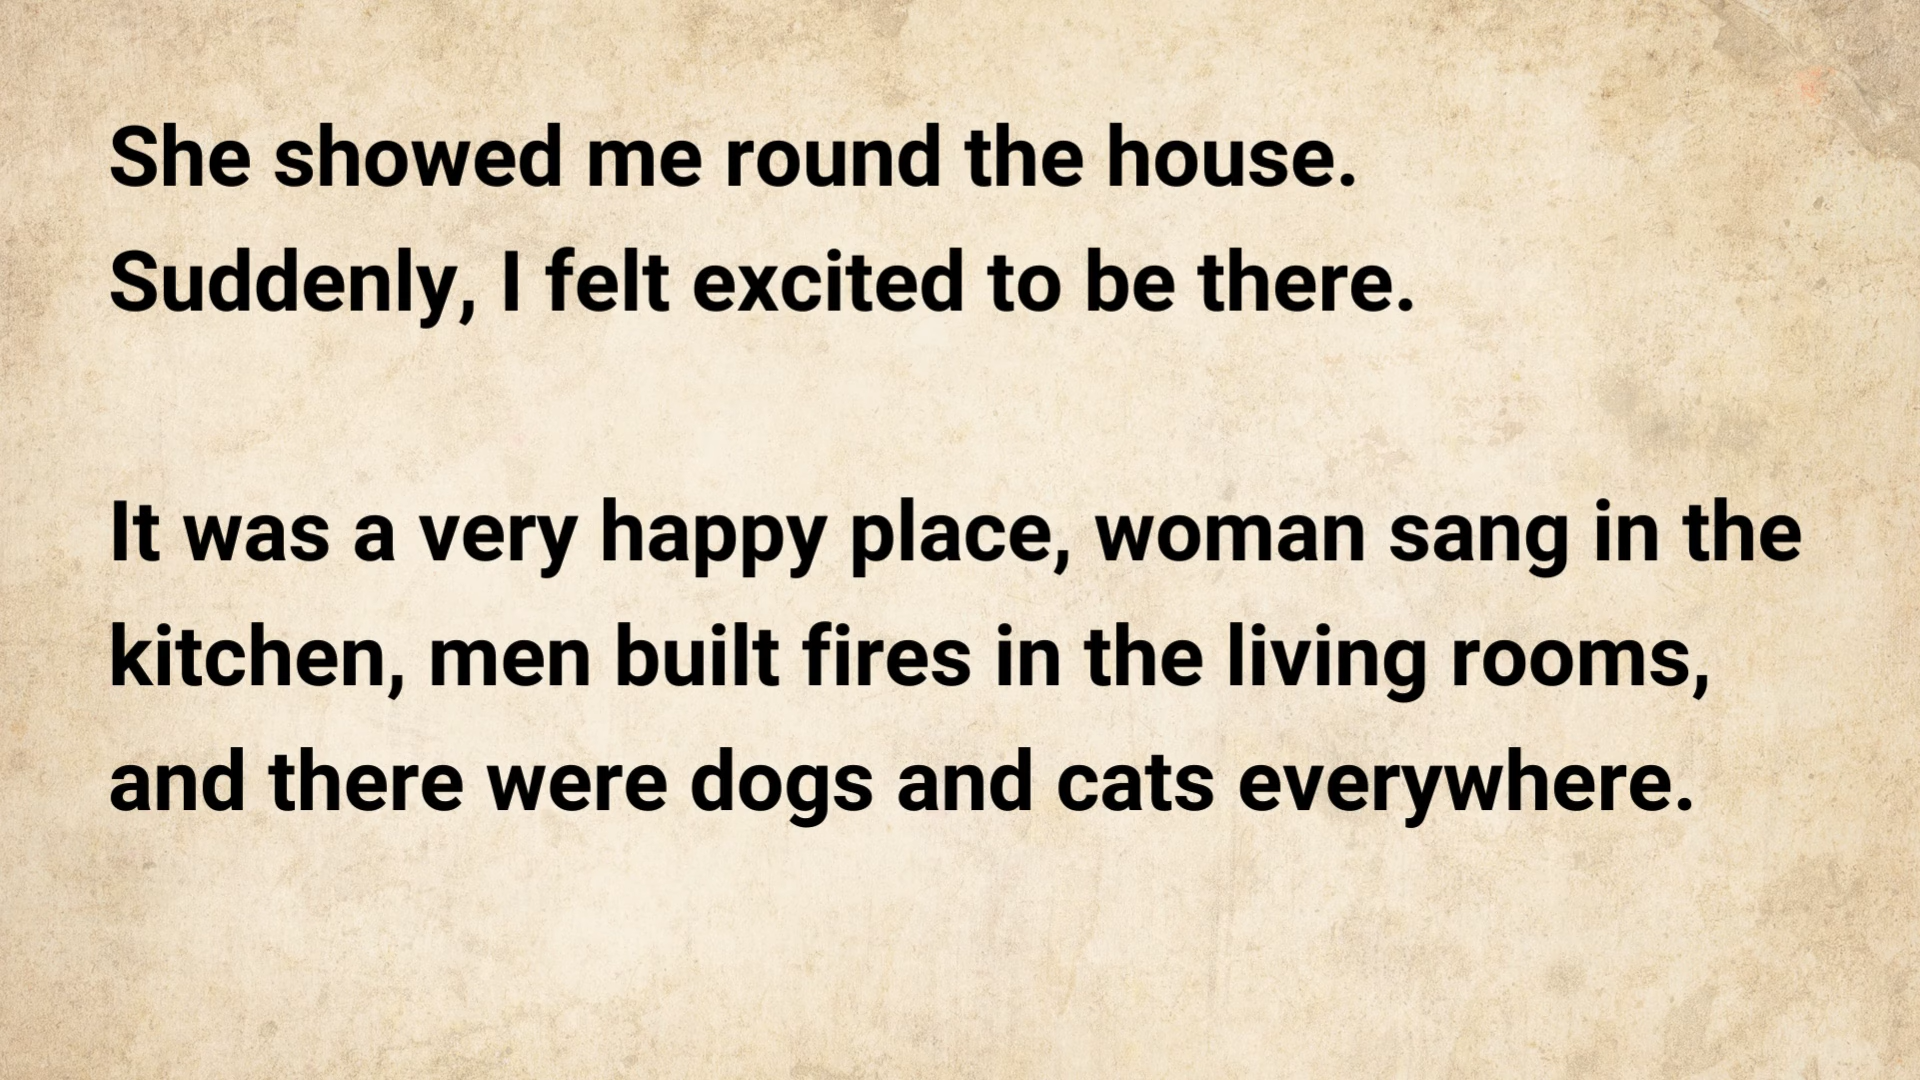 She showed me round the house.
Suddenly, I felt excited to be there.
It was a very happy place, woman sang in the
kitchen, men built fires in the living rooms,
and there were dogs and cats everywhere.